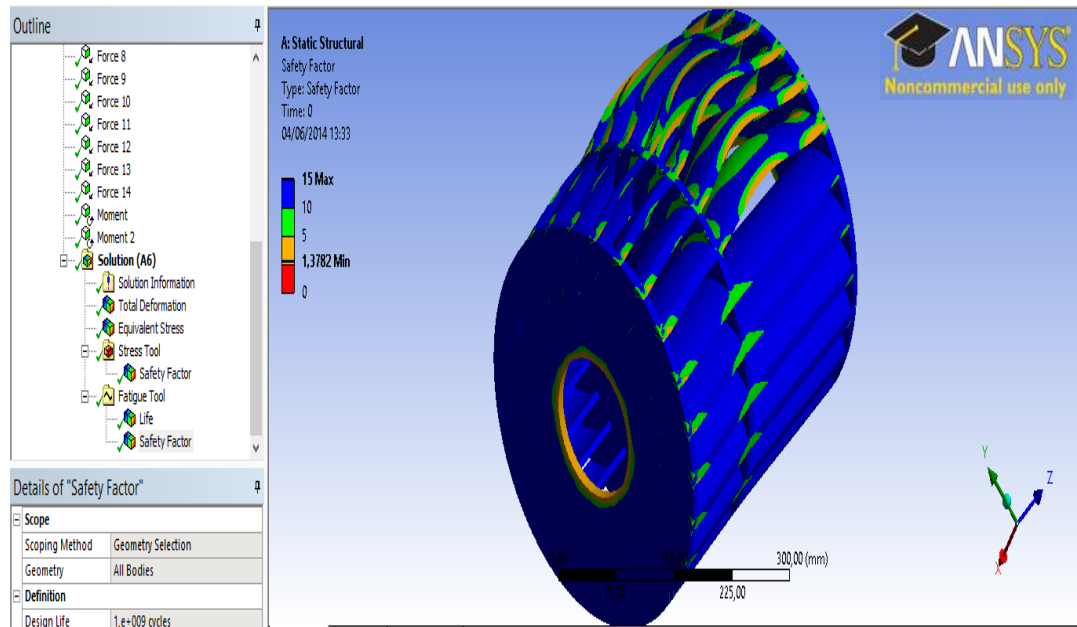 Outline
Force 8
Force 9
Force 10
Force 11
Force 12
Force 13
Force 14
Moment
Moment 2
Solution (A6)
Solution Information
Total Deformation
Equivalent Stress
Stress Tool
Safety Factor
Fatigue Tool
Life
Safety Factor
Details of "Safety Factor"
Scope
Scoping Method Geometry Selection
Geometry All Bodies
Definition
Design Life 1,e+009 cycles
A: Static Structural
Safety Factor
Type: Safety Factor
Time: 0
04/06/2014 13:33
15 Max
10
5
1,3782 Min
0
ANSYS
Noncommercial use only
Y
Z
X
300,00 (mm)
75,00
225,00